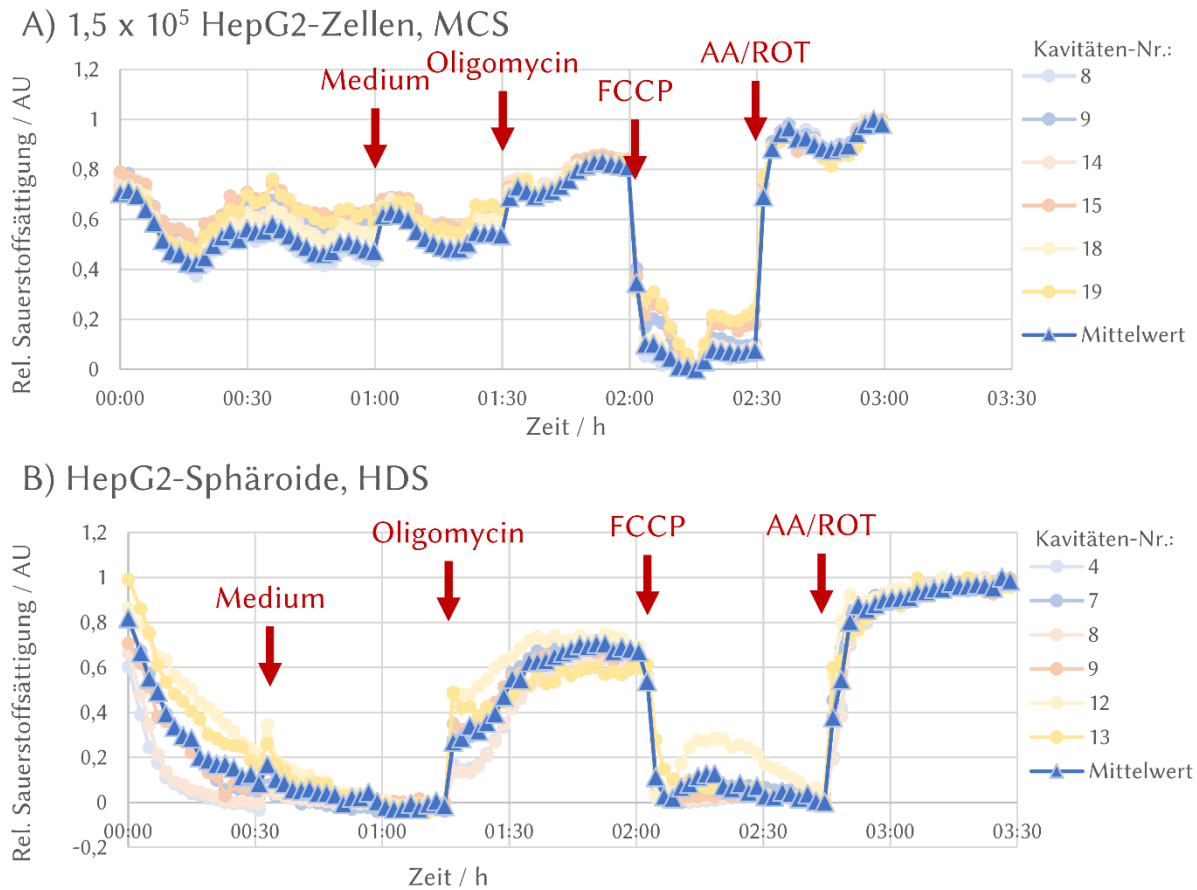 A) 1,5 x 10⁵ HepG2-Zellen, MCS
Rel. Sauerstoffsättigung / AU
1,2
1
0,8
0,6
0,4
0,2
0
Medium
Oligomycin
FCCP
AA/ROT
00:00 00:30 01:00 01:30 02:00 02:30 03:00 03:30
Zeit / h
Kavitäten-Nr.:
8
9
14
15
18
19
Mittelwert
B) HepG2-Sphäroide, HDS
Rel. Sauerstoffsättigung / AU
1,2
1
0,8
0,6
0,4
0,2
0
-0,2
Medium
Oligomycin
FCCP
AA/ROT
00:00 00:30 01:00 01:30 02:00 02:30 03:00 03:30
Zeit / h
Kavitäten-Nr.:
4
7
8
9
12
13
Mittelwert